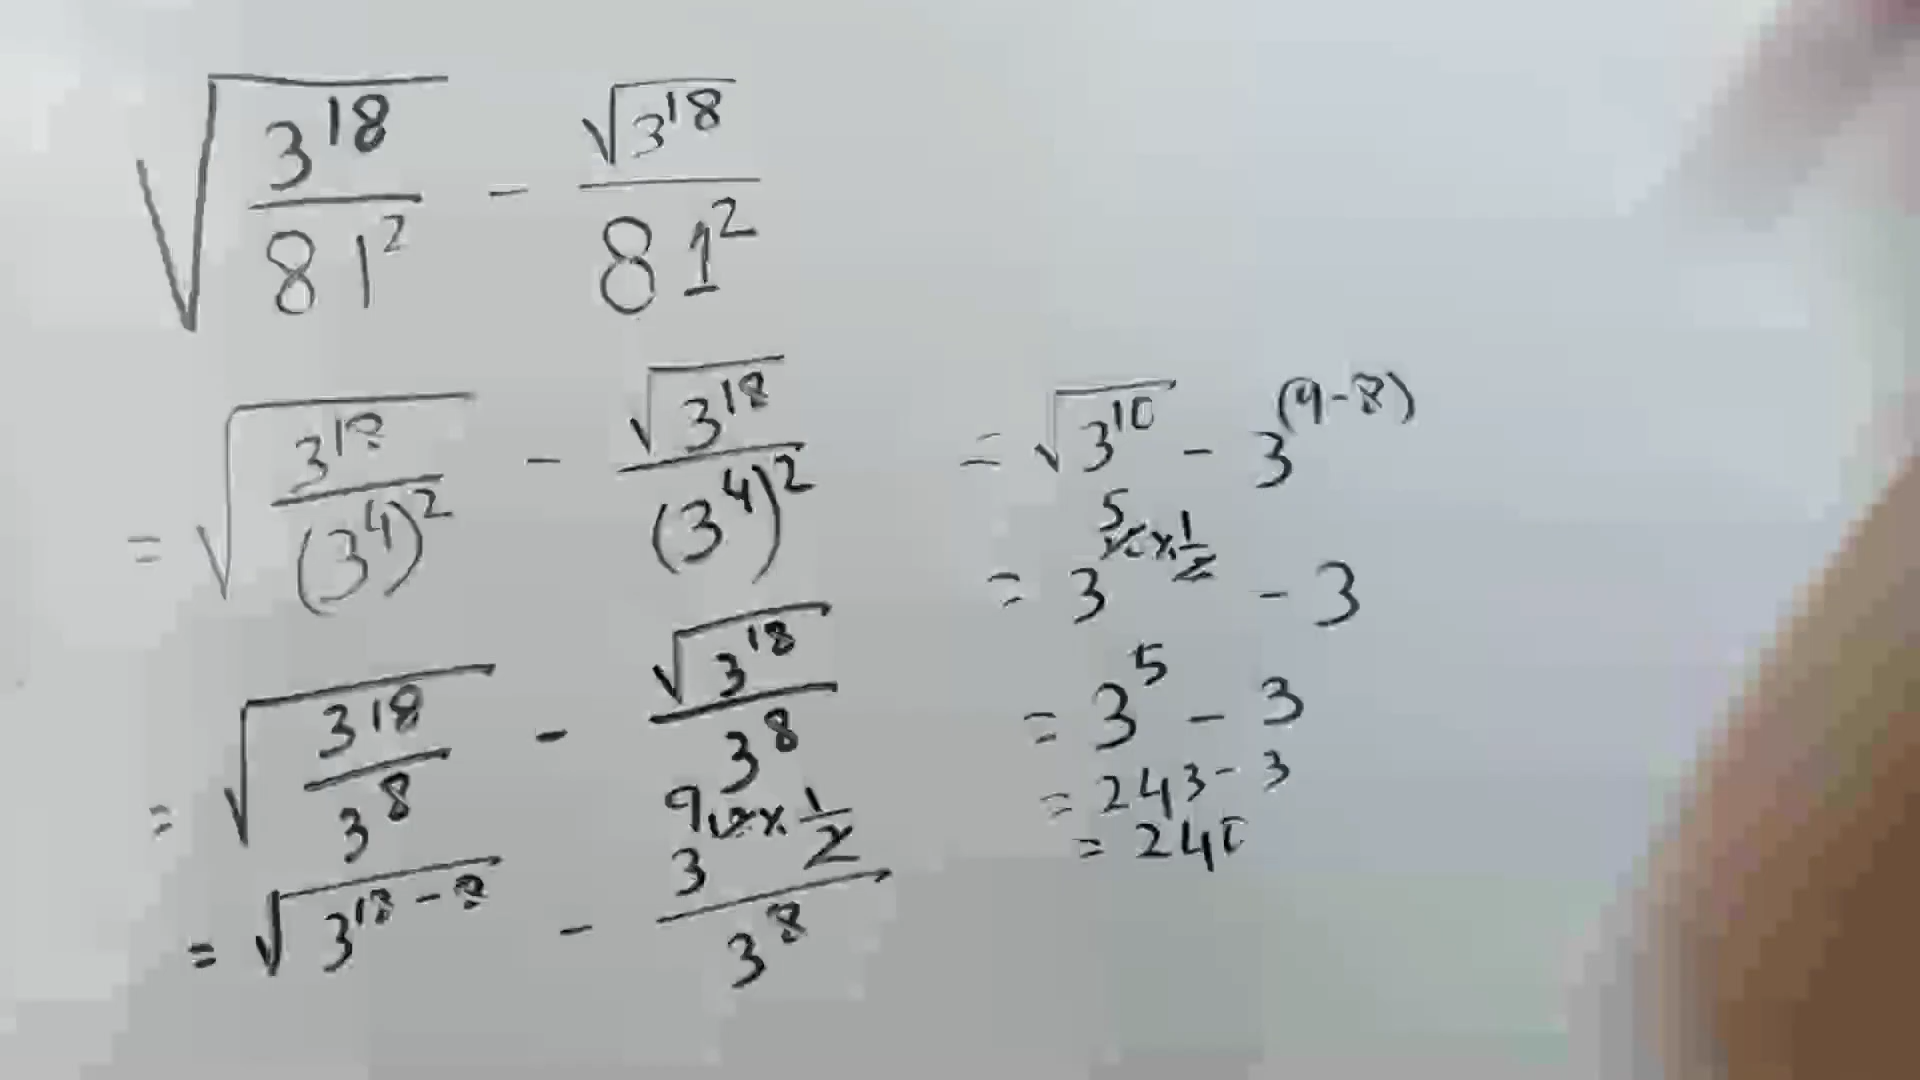 √(3^18/81^2) - √(3^18)/81^2
= √(3^18/(3^4)^2) - √(3^18)/(3^4)^2
= √(3^18/3^8) - √(3^18)/3^8
= √(3^(18-8)) - 3^(9 18×1/2)/3^8
= √(3^10) - 3^(9-8)
= 3^(5 10×1/2) - 3
= 3^5 - 3
= 243 - 3
= 240